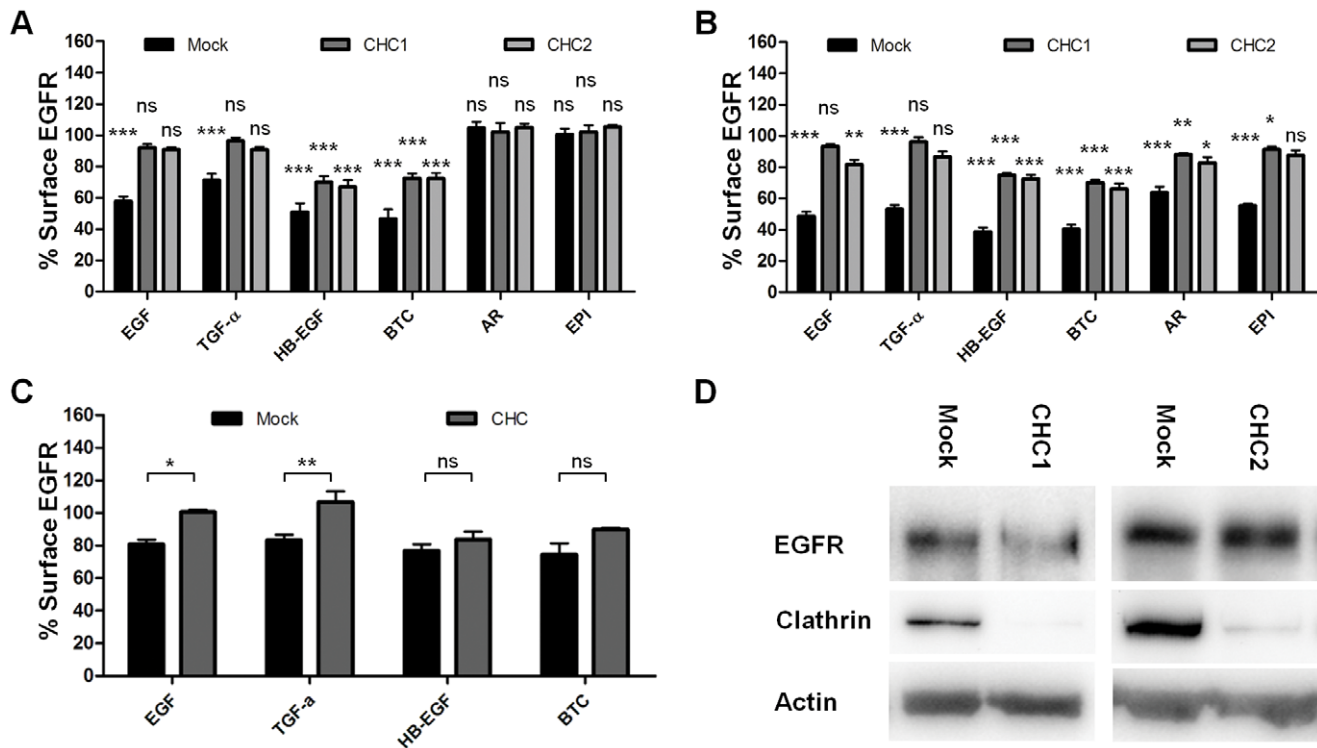 A
Mock CHC1 CHC2
% Surface EGFR
160
140
120
100
80
60
40
20
0
*** ns ns
*** ns ns
*** *** ***
*** *** ***
ns ns ns
ns ns ns
EGF TGF-α HB-EGF BTC AR EPI
B
Mock CHC1 CHC2
% Surface EGFR
160
140
120
100
80
60
40
20
0
*** ns **
*** *** ns
*** *** ***
*** *** ***
*** ** *
*** * ns
EGF TGF-α HB-EGF BTC AR EPI
C
Mock CHC
% Surface EGFR
160
140
120
100
80
60
40
20
0
* ** ns ns
EGF TGF-a HB-EGF BTC
D
Mock CHC1 Mock CHC2
EGFR
Clathrin
Actin